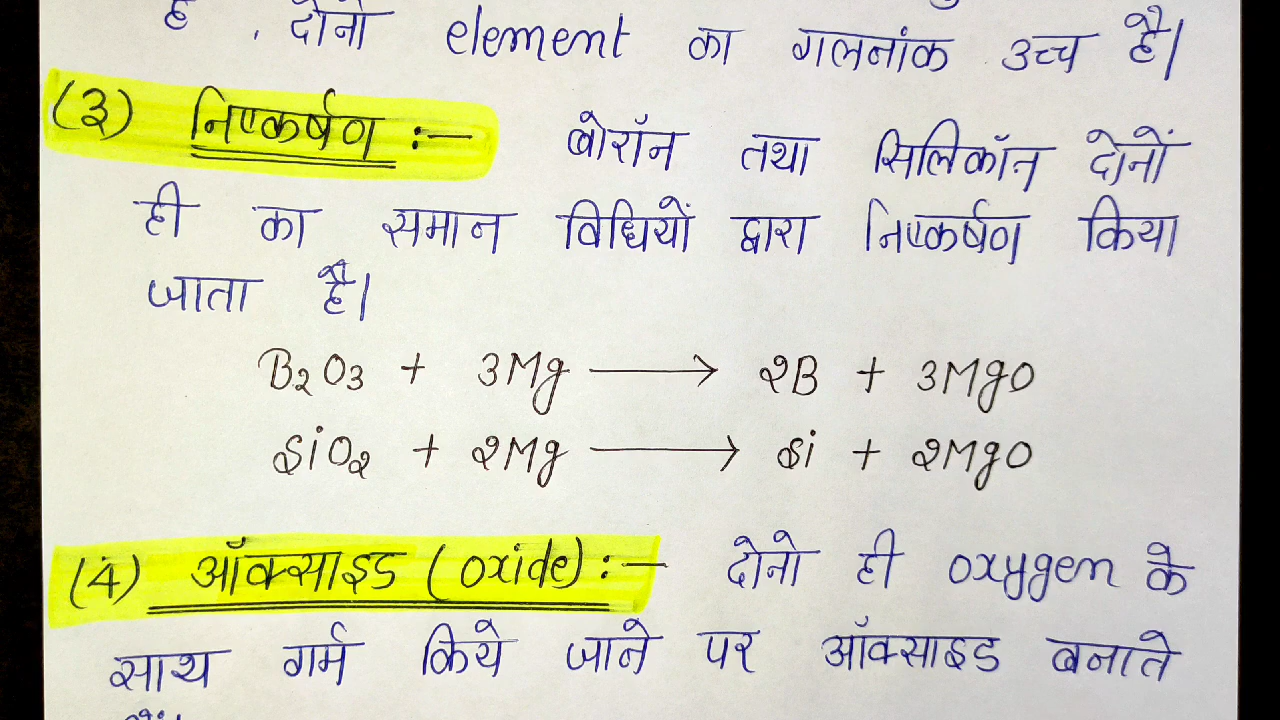 , दोनो element का गलनांक उच्च है।
(3) निष्कर्षण :— बोरॉन तथा सिलिकॉन दोनों
ही का समान विधियों द्वारा निष्कर्षण किया
जाता है।
B₂O₃ + 3Mg ⟶ 2B + 3MgO
SiO₂ + 2Mg ⟶ Si + 2MgO
(4) ऑक्साइड (oxide) :— दोनो ही oxygen के
साथ गर्म किये जाने पर ऑक्साइड बनाते